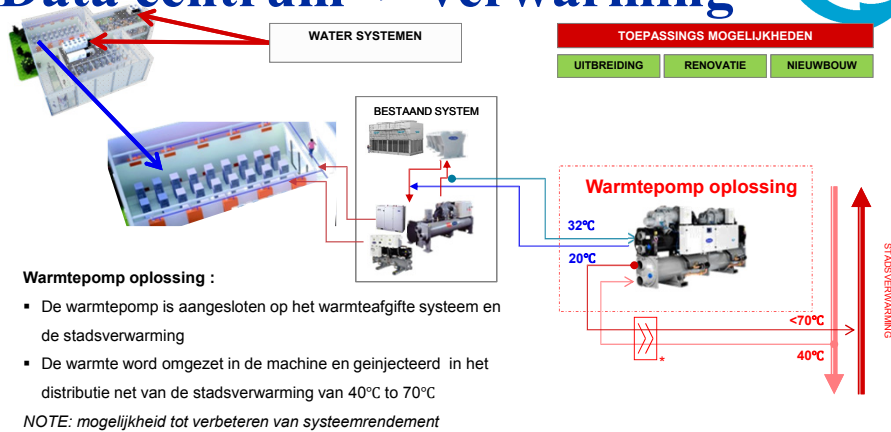 Data centrum - verwarming
WATER SYSTEMEN
TOEPASSINGS MOGELIJKHEDEN
UITBREIDING
RENOVATIE
NIEUWBOUW
BESTAAND SYSTEM
Warmtepomp oplossing
32℃
20℃
<70℃
40℃
*
STADSVERWARMING
Warmtepomp oplossing :
▪ De warmtepomp is aangesloten op het warmteafgifte systeem en
de stadsverwarming
▪ De warmte word omgezet in de machine en geinjecteerd in het
distributie net van de stadsverwarming van 40℃ to 70℃
NOTE: mogelijkheid tot verbeteren van systeemrendement